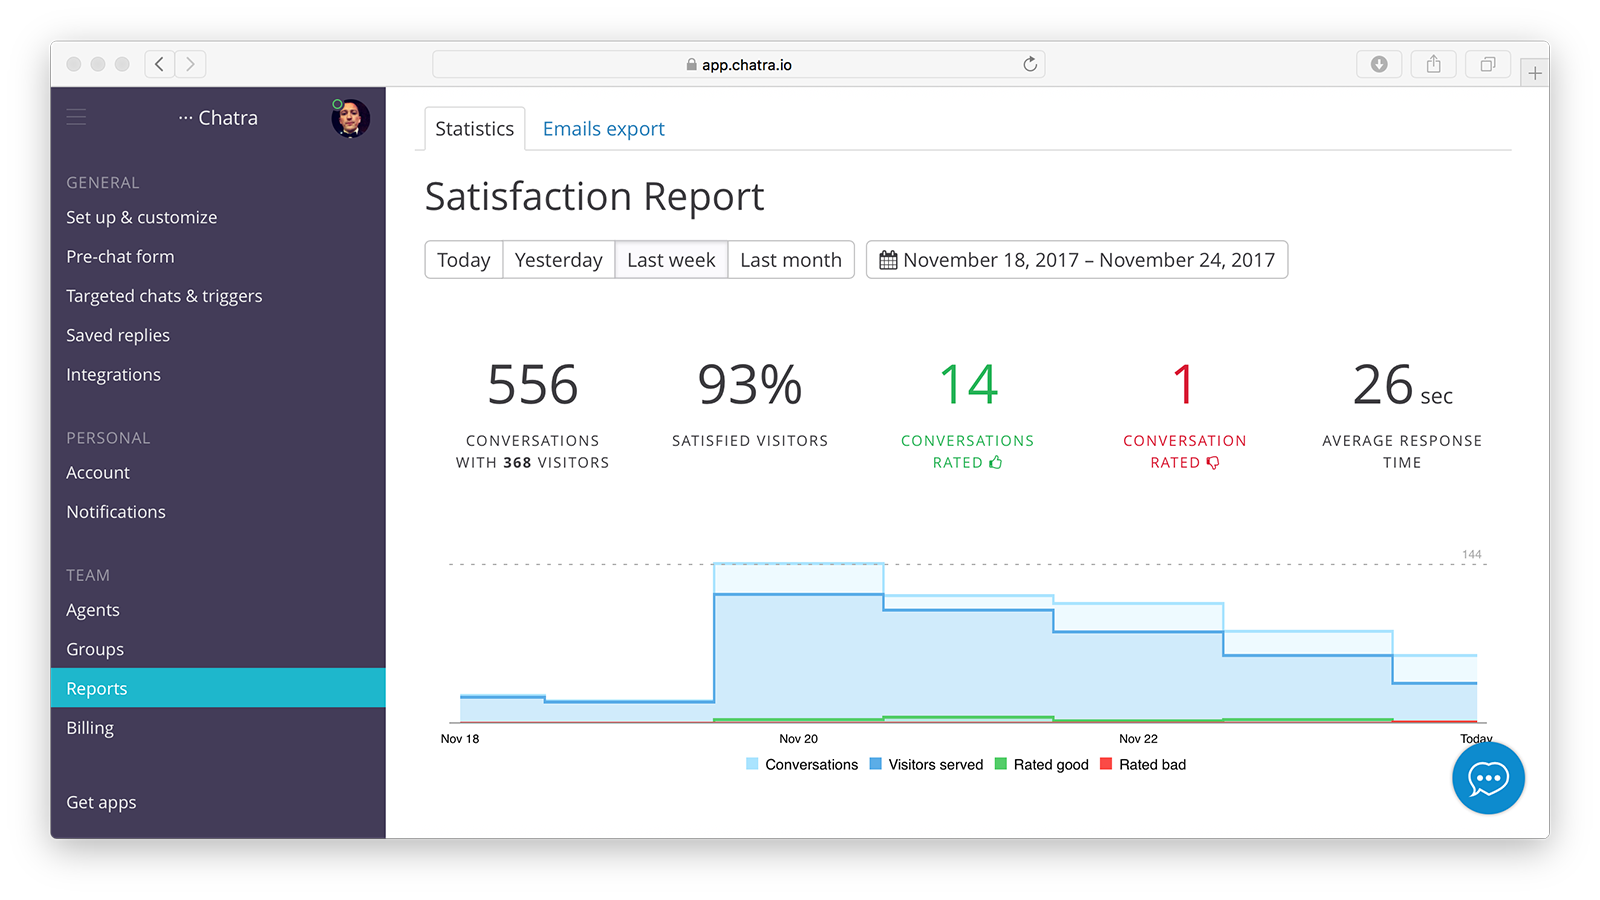 app.chatra.io
··· Chatra
GENERAL
Set up & customize
Pre-chat form
Targeted chats & triggers
Saved replies
Integrations
PERSONAL
Account
Notifications
TEAM
Agents
Groups
Reports
Billing
Get apps
Statistics
Emails export
Satisfaction Report
Today
Yesterday
Last week
Last month
November 18, 2017 – November 24, 2017
556
CONVERSATIONS
WITH 368 VISITORS
93%
SATISFIED VISITORS
14
CONVERSATIONS
RATED
1
CONVERSATION
RATED
26 sec
AVERAGE RESPONSE
TIME
144
Nov 18
Nov 20
Nov 22
Today
Conversations
Visitors served
Rated good
Rated bad